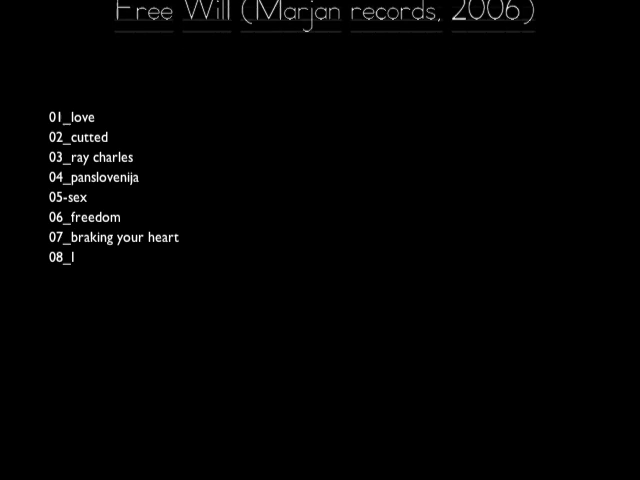 Free Will (Marjan records, 2006)
01_love
02_cutted
03_ray charles
04_panslovenija
05-sex
06_freedom
07_braking your heart
08_I